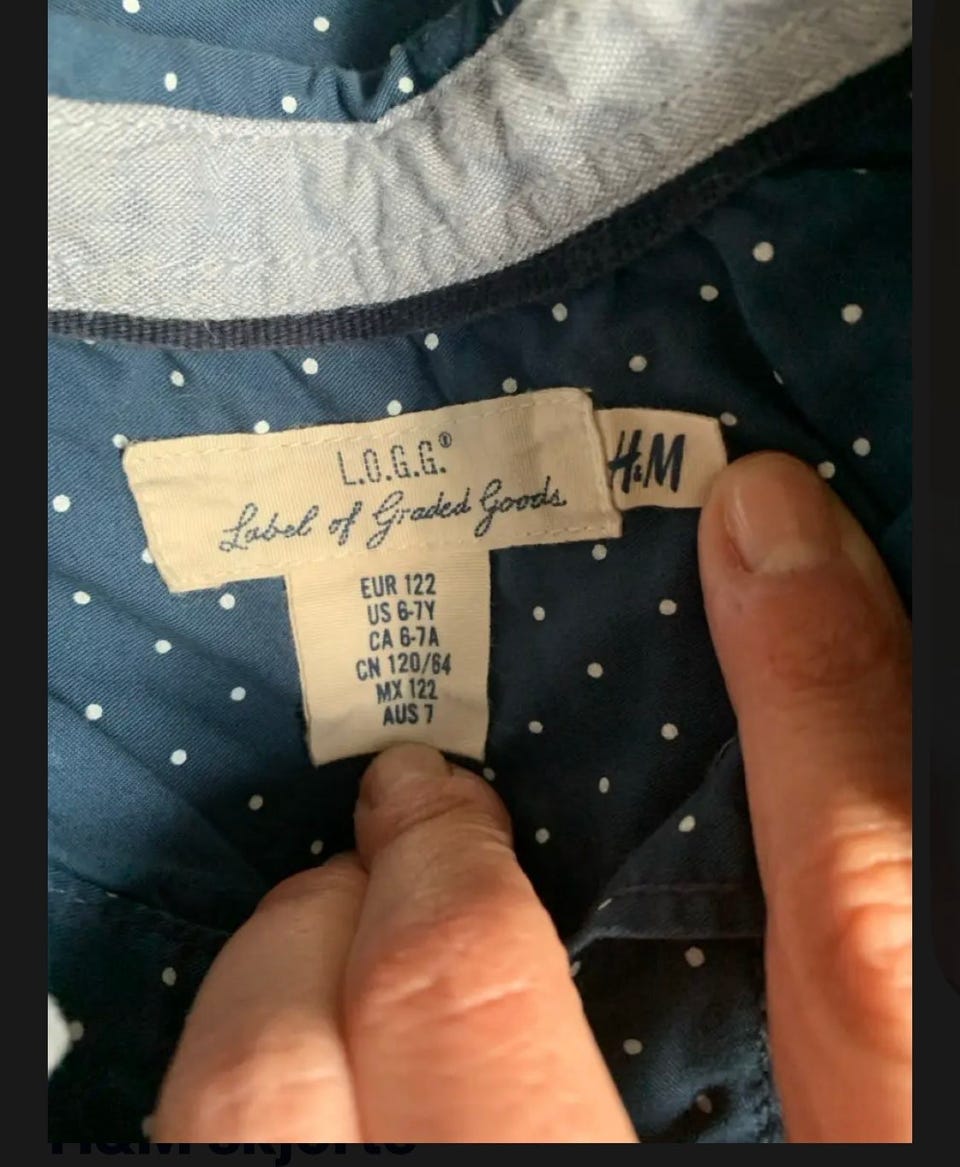 L.O.G.G.®
Label of Graded Goods
H&M
EUR 122
US 6-7Y
CA 6-7A
CN 120/64
MX 122
AUS 7
H&M skjorte